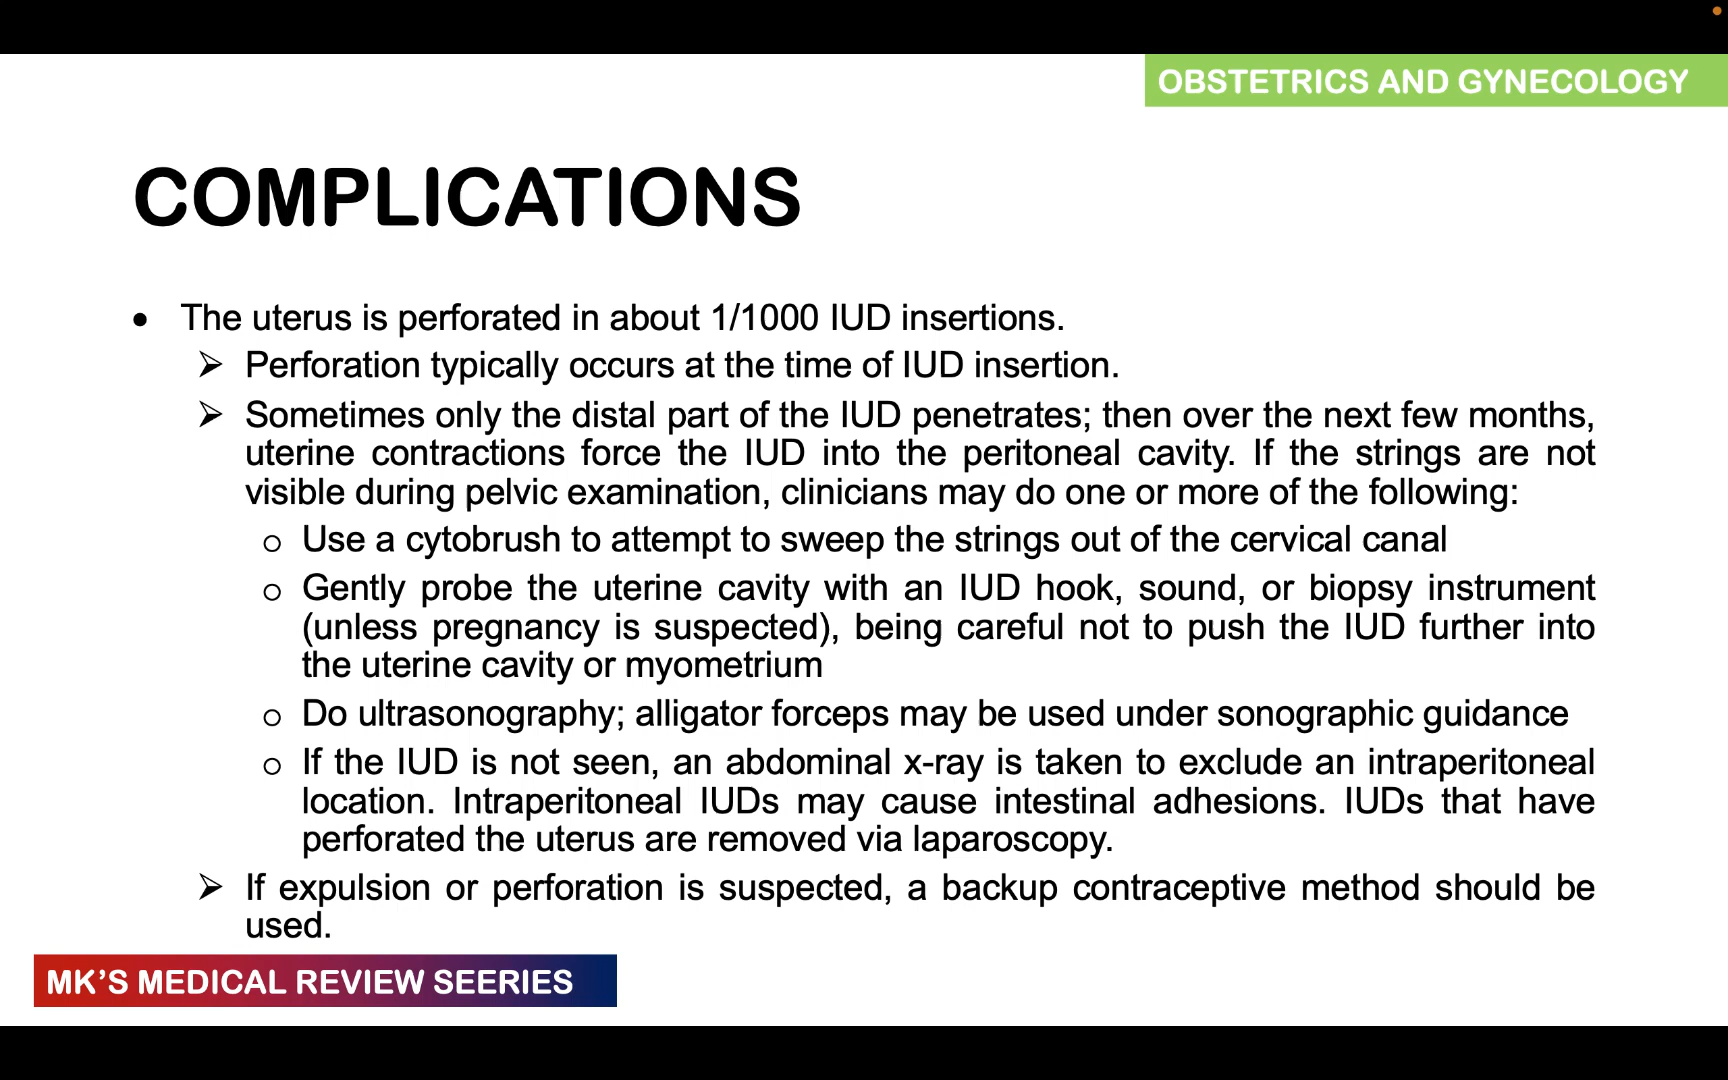 OBSTETRICS AND GYNECOLOGY
COMPLICATIONS
• The uterus is perforated in about 1/1000 IUD insertions.
➢ Perforation typically occurs at the time of IUD insertion.
➢ Sometimes only the distal part of the IUD penetrates; then over the next few months,
uterine contractions force the IUD into the peritoneal cavity. If the strings are not
visible during pelvic examination, clinicians may do one or more of the following:
o Use a cytobrush to attempt to sweep the strings out of the cervical canal
o Gently probe the uterine cavity with an IUD hook, sound, or biopsy instrument
(unless pregnancy is suspected), being careful not to push the IUD further into
the uterine cavity or myometrium
o Do ultrasonography; alligator forceps may be used under sonographic guidance
o If the IUD is not seen, an abdominal x-ray is taken to exclude an intraperitoneal
location. Intraperitoneal IUDs may cause intestinal adhesions. IUDs that have
perforated the uterus are removed via laparoscopy.
➢ If expulsion or perforation is suspected, a backup contraceptive method should be
used.
MK’S MEDICAL REVIEW SEERIES